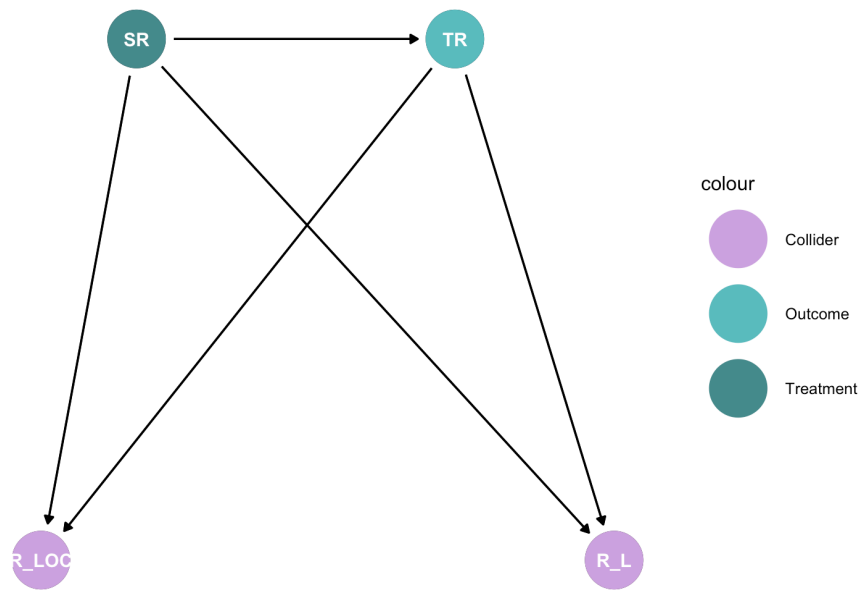 SR
TR
colour
Collider
Outcome
Treatment
R_LOC
R_L